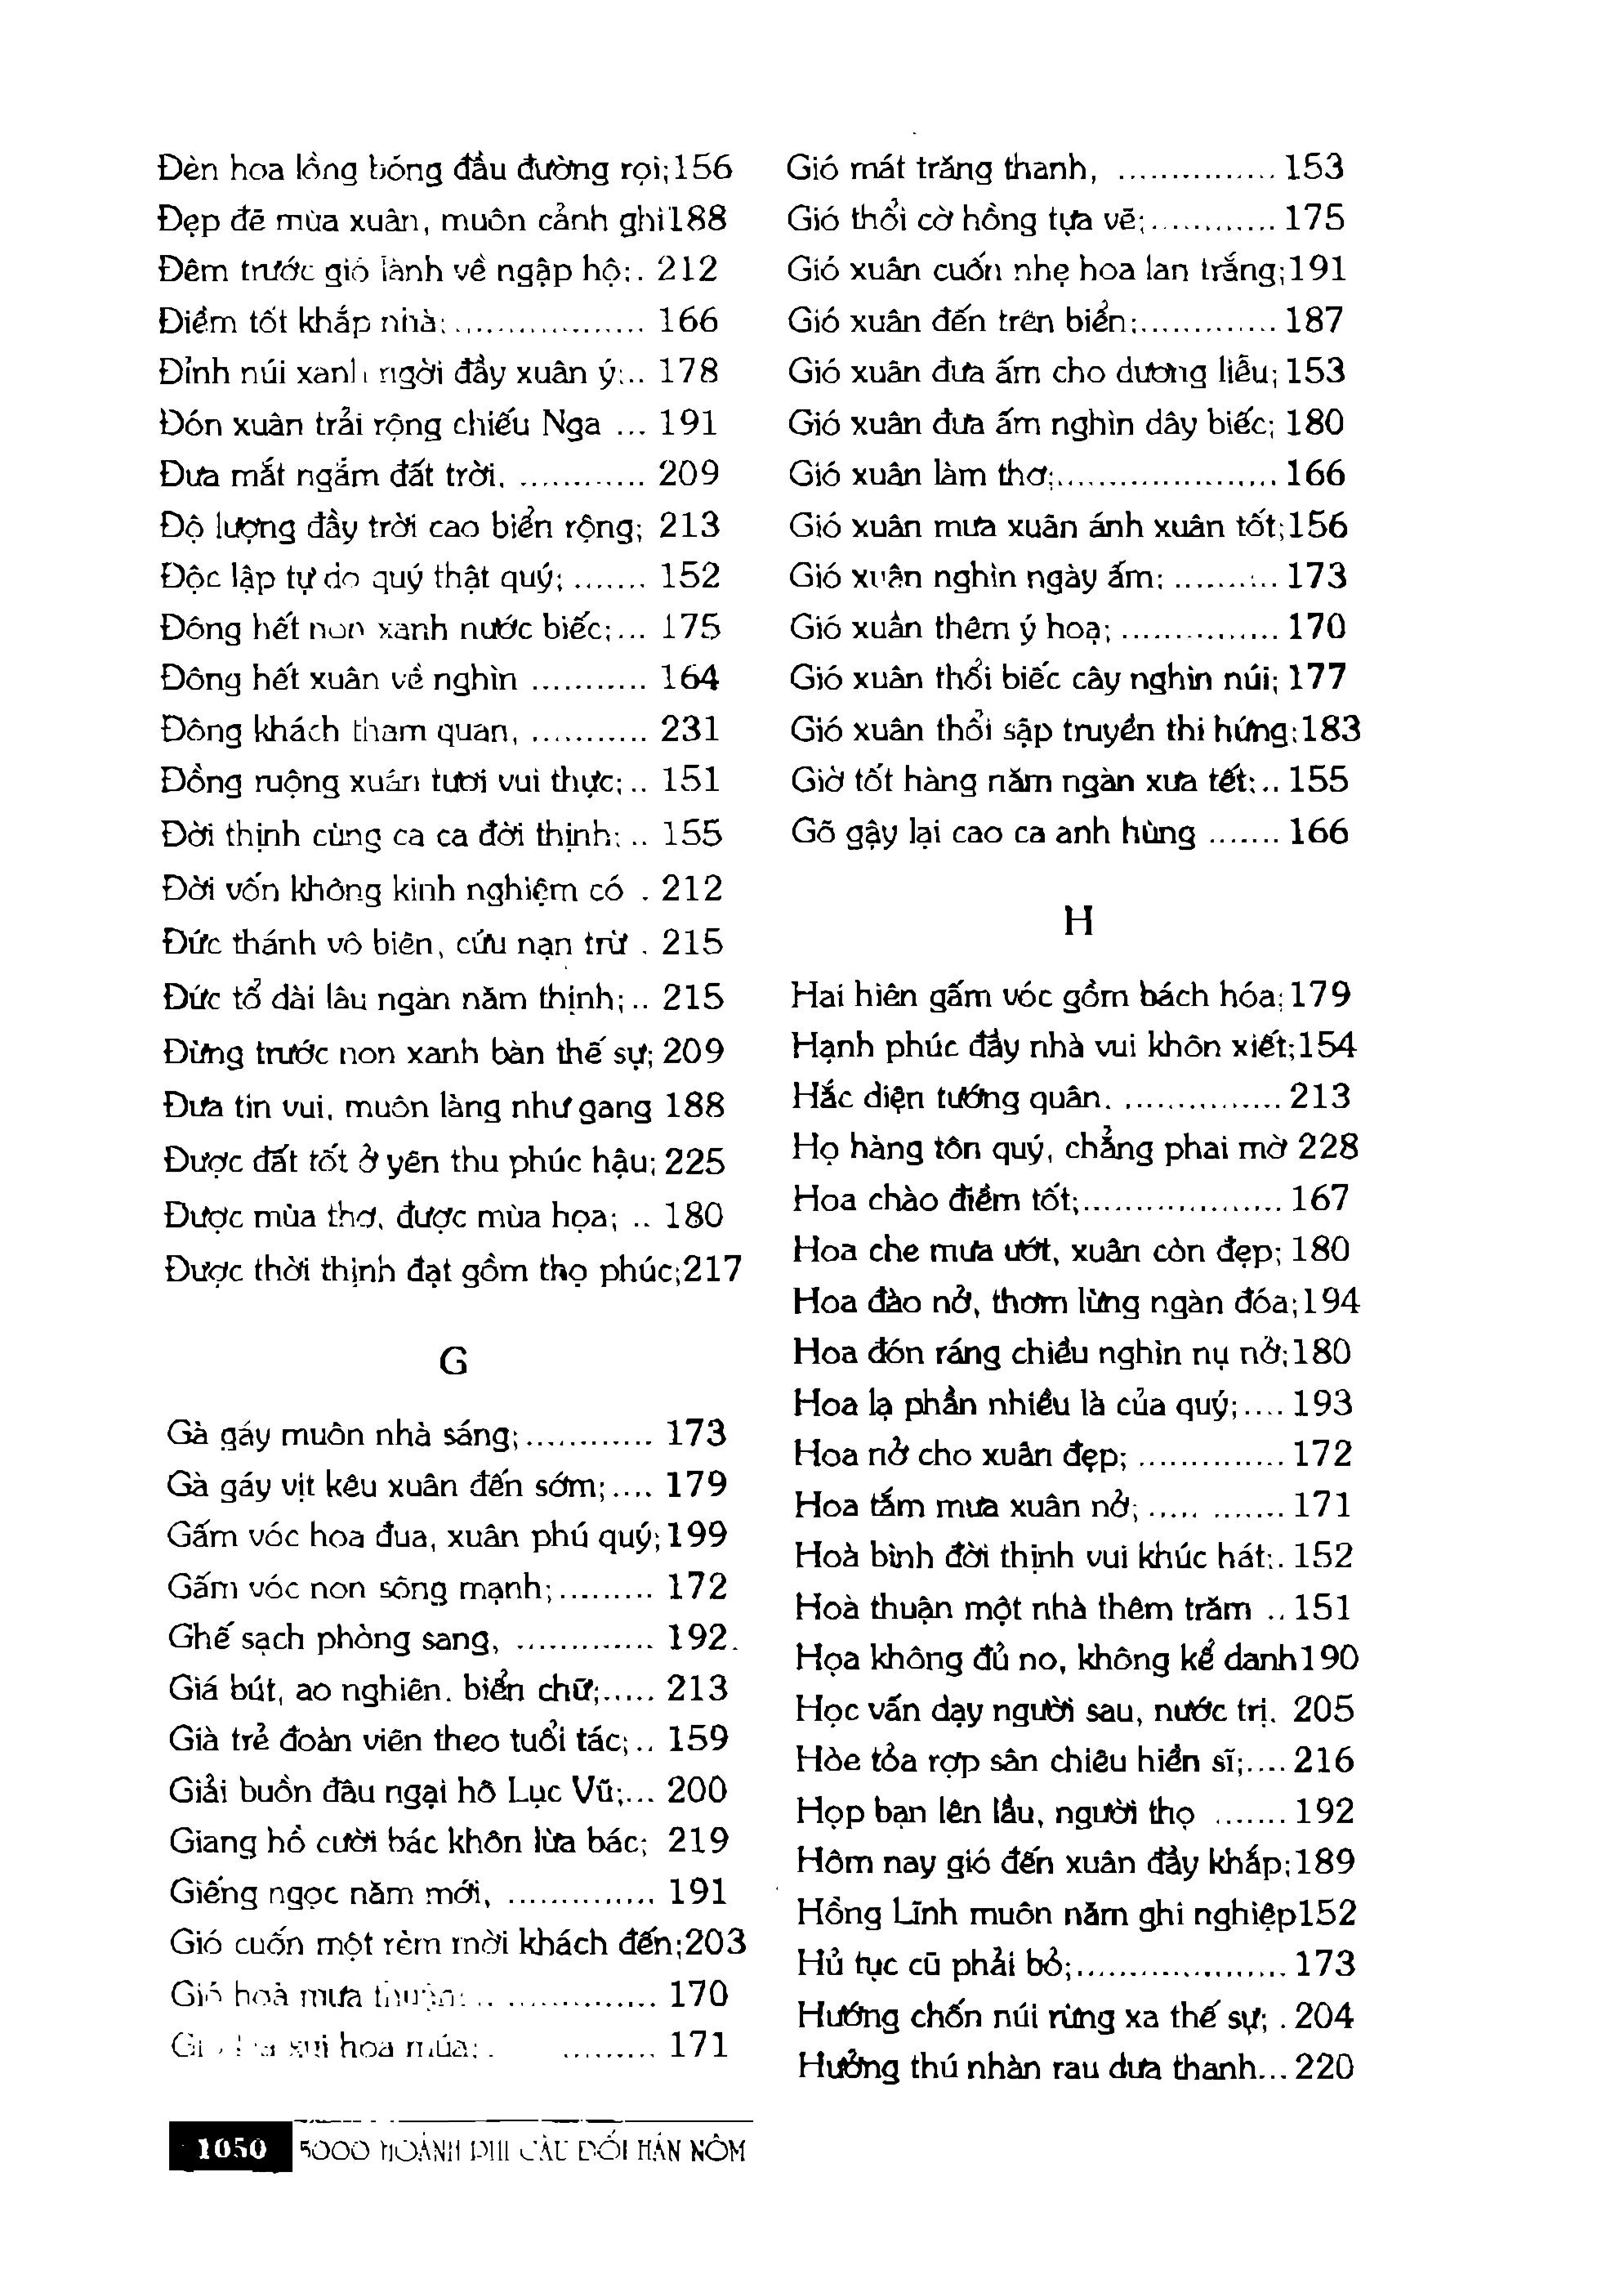 Đèn hoa lồng bóng đầu đường rọi;156
Đẹp đẽ mùa xuân, muôn cảnh ghi188
Đêm trước gió lành về ngập hộ;. 212
Điềm tốt khắp nhà; .................. 166
Đỉnh núi xanh ngời đầy xuân ý;.. 178
Đón xuân trải rộng chiếu Nga ... 191
Đưa mắt ngắm đất trời, ............ 209
Độ lượng đầy trời cao biển rộng; 213
Độc lập tự do quý thật quý; ....... 152
Đông hết non xanh nước biếc;... 175
Đông hết xuân về nghìn ........... 164
Đông khách tham quan, ........... 231
Đồng ruộng xuân tươi vui thực;.. 151
Đời thịnh cùng ca ca đời thịnh; .. 155
Đời vốn không kinh nghiệm có . 212
Đức thánh vô biên, cứu nạn trừ . 215
Đức tổ dài lâu ngàn năm thịnh;.. 215
Đừng trước non xanh bàn thế sự; 209
Đưa tin vui, muôn làng như gang 188
Được đất tốt ở yên thu phúc hậu; 225
Được mùa thơ, được mùa họa; .. 180
Được thời thịnh đạt gồm thọ phúc;217
G
Gà gáy muôn nhà sáng;............ 173
Gà gáy vịt kêu xuân đến sớm;.... 179
Gấm vóc hoa đua, xuân phú quý;199
Gấm vóc non sông mạnh;......... 172
Ghế sạch phòng sang, ............. 192.
Giá bút, ao nghiên, biển chữ;..... 213
Già trẻ đoàn viên theo tuổi tác;.. 159
Giải buồn đâu ngại hô Lục Vũ;... 200
Giang hồ cười bác khôn lừa bác; 219
Giếng ngọc năm mới, .............. 191
Gió cuốn một rèm mời khách đến;203
Gió hoà mưa thuận; .. .............. 170
vui hoa múa; . ......... 171
Gió mát trăng thanh, ............... 153
Gió thổi cờ hồng tựa vẽ;............ 175
Gió xuân cuốn nhẹ hoa lan trắng;191
Gió xuân đến trên biển;............. 187
Gió xuân đưa ấm cho dương liễu; 153
Gió xuân đưa ấm nghìn dây biếc; 180
Gió xuân làm thơ;..................... 166
Gió xuân mưa xuân ánh xuân tốt;156
Gió xuân nghìn ngày ấm; .......... 173
Gió xuân thêm ý hoạ; ............... 170
Gió xuân thổi biếc cây nghìn núi; 177
Gió xuân thổi sập truyền thi hứng;183
Giờ tốt hàng năm ngàn xưa tết;.. 155
Gõ gậy lại cao ca anh hùng ....... 166
H
Hai hiên gấm vóc gồm bách hóa;179
Hạnh phúc đầy nhà vui khôn xiết;154
Hắc diện tướng quân. ............... 213
Họ hàng tôn quý, chẳng phai mờ 228
Hoa chào điềm tốt;................... 167
Hoa che mưa ướt, xuân còn đẹp; 180
Hoa đào nở, thơm lừng ngàn đóa;194
Hoa đón ráng chiều nghìn nụ nở;180
Hoa lạ phần nhiều là của quý;.... 193
Hoa nở cho xuân đẹp; .............. 172
Hoa tắm mưa xuân nở; ..... ....... 171
Hoà bình đời thịnh vui khúc hát;. 152
Hoà thuận một nhà thêm trăm .. 151
Họa không đủ no, không kể danh190
Học vấn dạy người sau, nước trị. 205
Hòe tỏa rợp sân chiêu hiền sĩ;.... 216
Họp bạn lên lầu, người thọ ....... 192
Hôm nay gió đến xuân đầy khắp;189
Hồng Lĩnh muôn năm ghi nghiệp152
Hủ tục cũ phải bỏ;.................... 173
Hướng chốn núi rừng xa thế sự; . 204
Hưởng thú nhàn rau dưa thanh... 220
1050 5000 HOÀNH PHI CÂU ĐỐI HÁN NÔM